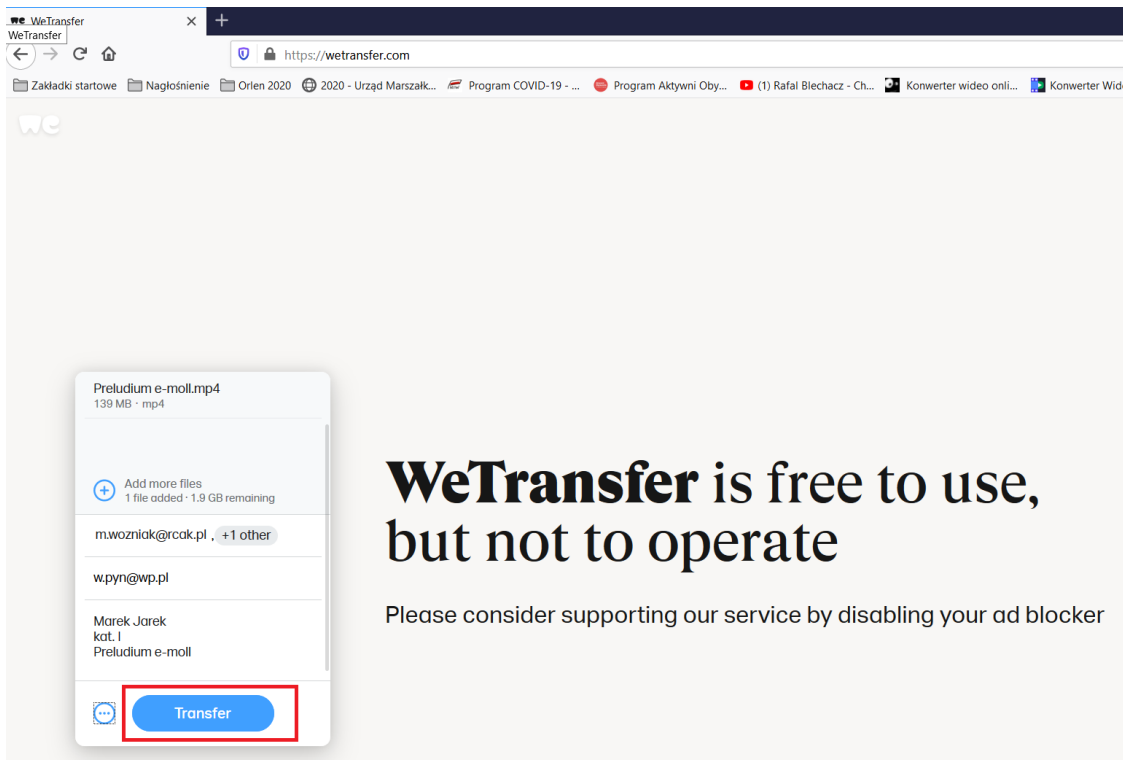 we WeTransfer
WeTransfer
https://wetransfer.com
Zakładki startowe Nagłośnienie Orlen 2020 2020 - Urząd Marszałk... Program COVID-19 - ... Program Aktywni Oby... (1) Rafal Blechacz - Ch... Konwerter wideo onli... Konwerter Wid
we
Preludium e-moll.mp4
139 MB · mp4
Add more files
1 file added · 1.9 GB remaining
m.wozniak@rcak.pl , +1 other
w.pyn@wp.pl
Marek Jarek
kat. I
Preludium e-moll
Transfer
WeTransfer is free to use,
but not to operate
Please consider supporting our service by disabling your ad blocker